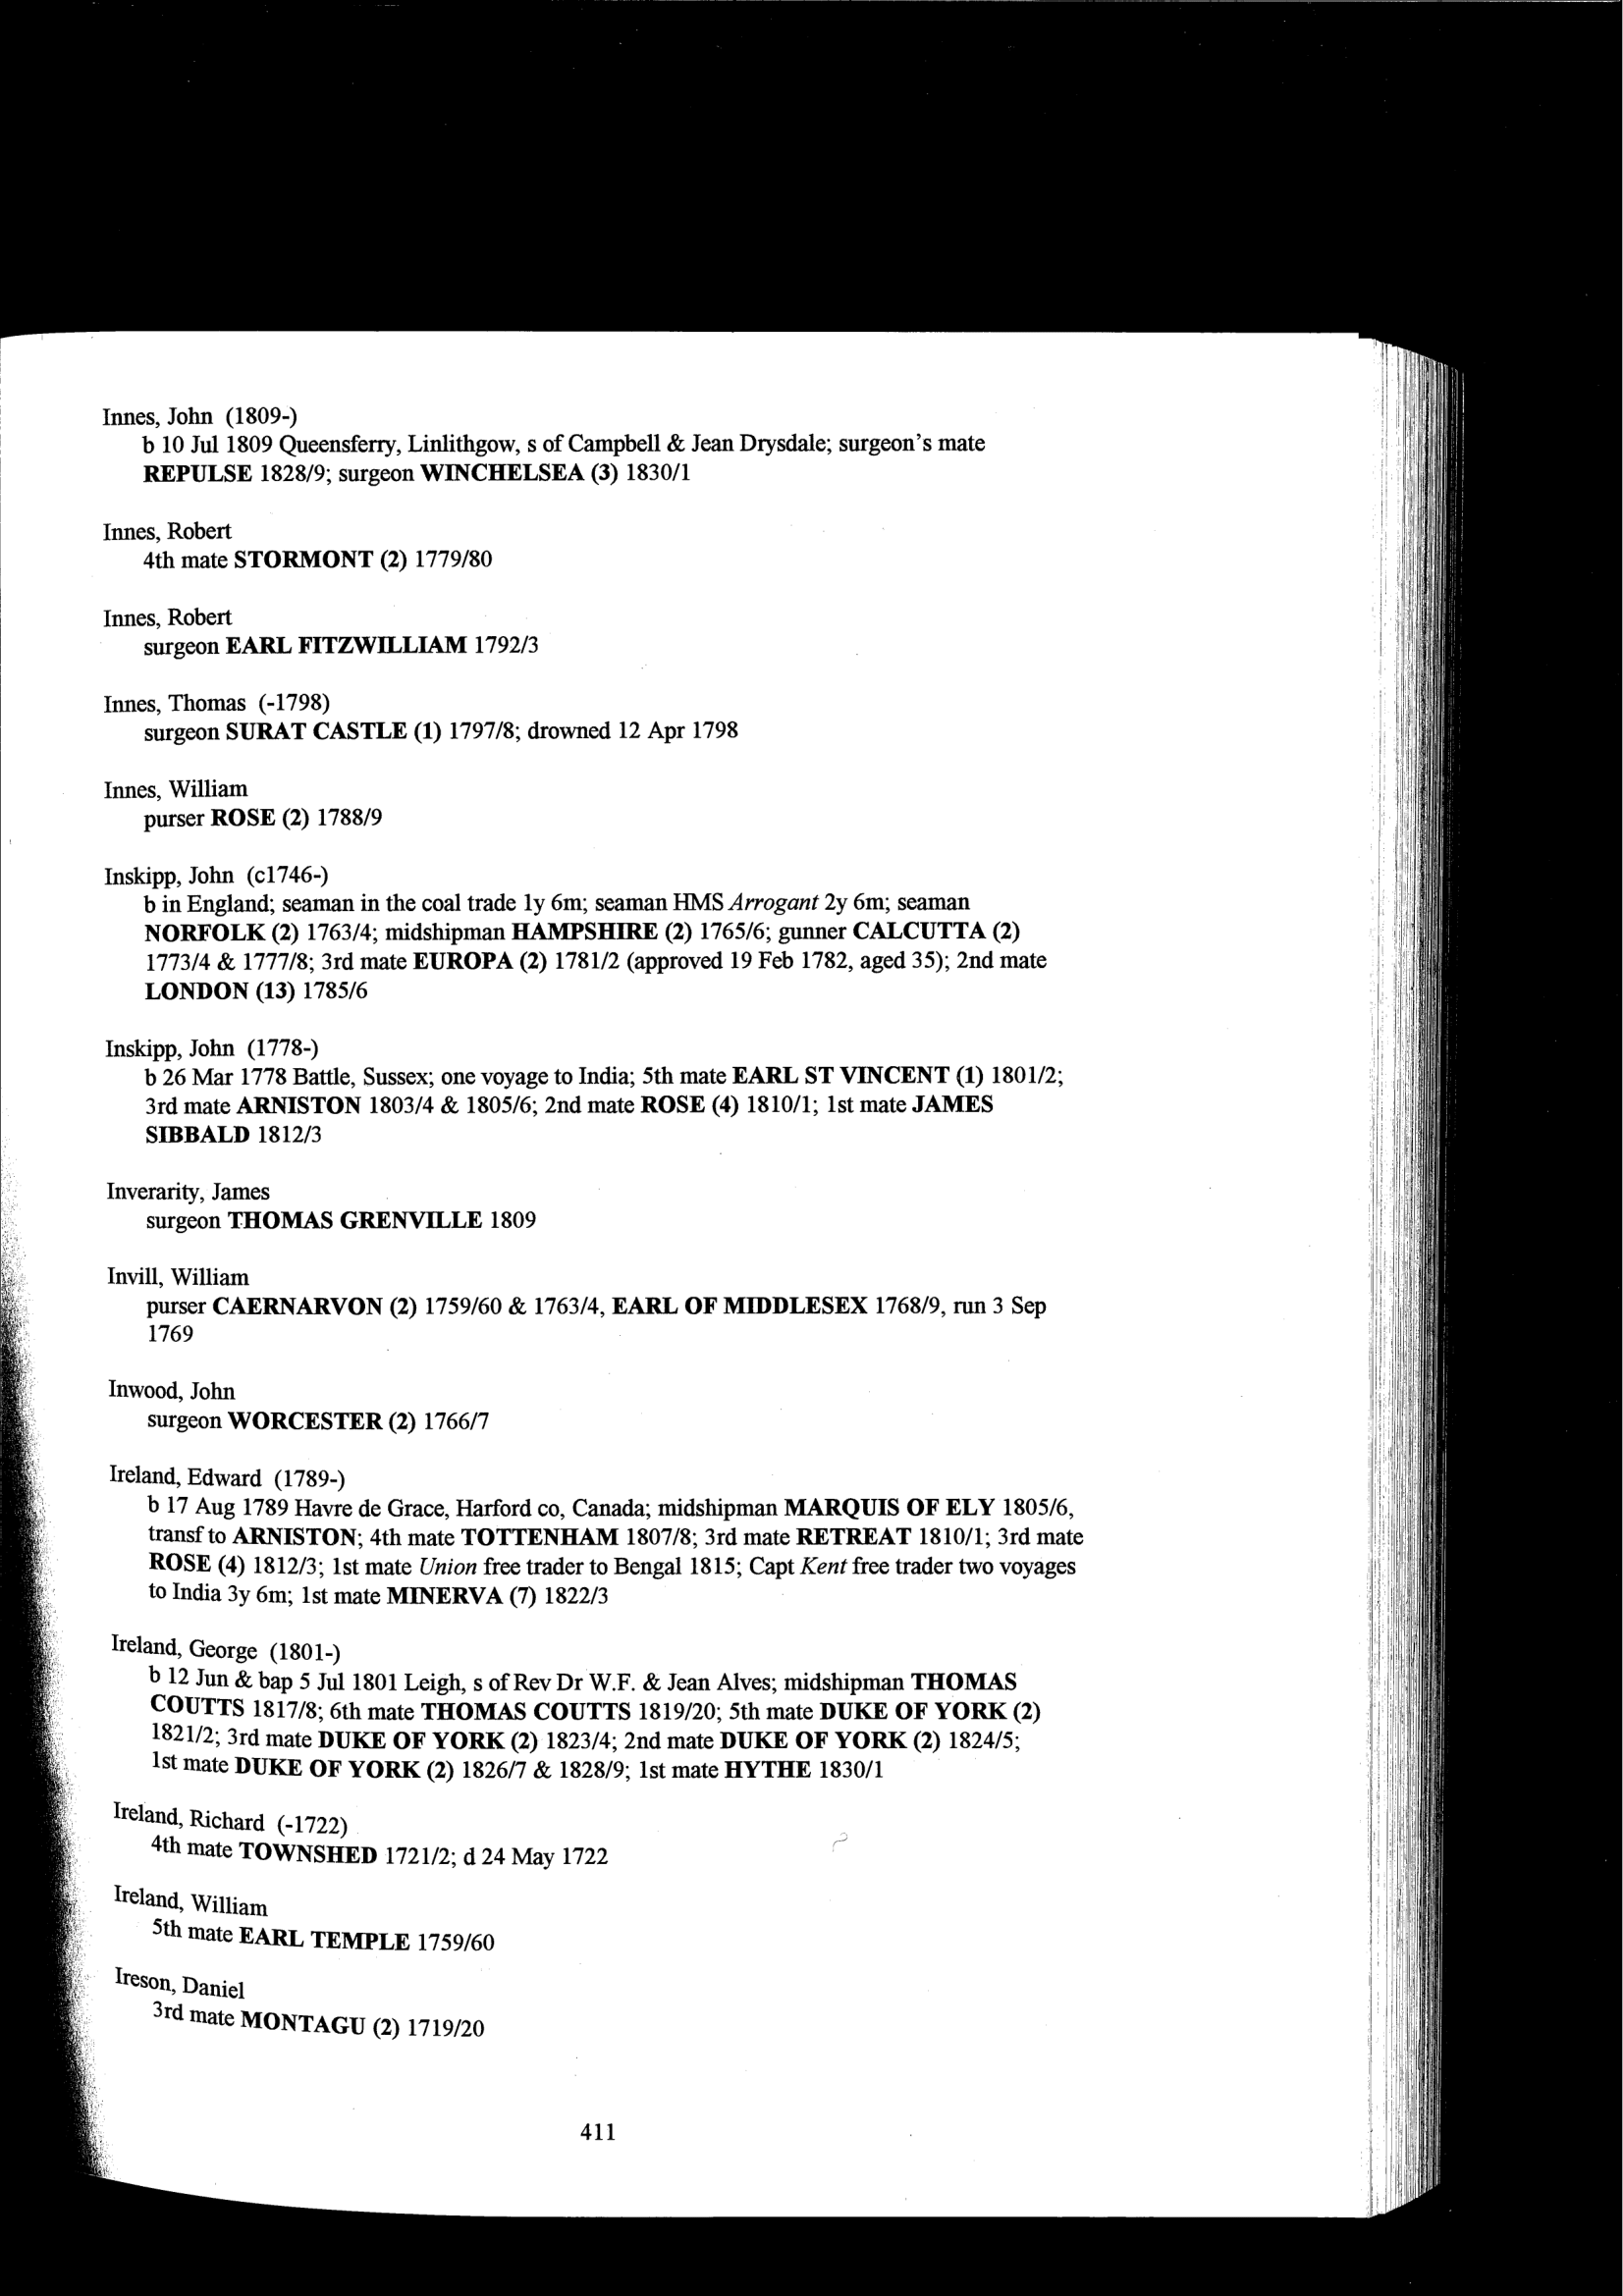 Innes, John (1809-)
b 10 Jul 1809 Queensferry, Linlithgow, s of Campbell & Jean Drysdale; surgeon's mate
REPULSE 1828/9; surgeon WINCHELSEA (3) 1830/1
Innes, Robert
4th mate STORMONT (2) 1779/80
Innes, Robert
surgeon EARL FITZWILLIAM 1792/3
Innes, Thomas (-1798)
surgeon SURAT CASTLE (1) 1797/8; drowned 12 Apr 1798
Innes, William
purser ROSE (2) 1788/9
Inskipp, John (c1746-)
b in England; seaman in the coal trade 1y 6m; seaman HMS Arrogant 2y 6m; seaman
NORFOLK (2) 1763/4; midshipman HAMPSHIRE (2) 1765/6; gunner CALCUTTA (2)
1773/4 & 1777/8; 3rd mate EUROPA (2) 1781/2 (approved 19 Feb 1782, aged 35); 2nd mate
LONDON (13) 1785/6
Inskipp, John (1778-)
b 26 Mar 1778 Battle, Sussex; one voyage to India; 5th mate EARL ST VINCENT (1) 1801/2;
3rd mate ARNISTON 1803/4 & 1805/6; 2nd mate ROSE (4) 1810/1; 1st mate JAMES
SIBBALD 1812/3
Inverarity, James
surgeon THOMAS GRENVILLE 1809
Invill, William
purser CAERNARVON (2) 1759/60 & 1763/4, EARL OF MIDDLESEX 1768/9, run 3 Sep
1769
Inwood, John
surgeon WORCESTER (2) 1766/7
Ireland, Edward (1789-)
b 17 Aug 1789 Havre de Grace, Harford co, Canada; midshipman MARQUIS OF ELY 1805/6,
transf to ARNISTON; 4th mate TOTTENHAM 1807/8; 3rd mate RETREAT 1810/1; 3rd mate
ROSE (4) 1812/3; 1st mate Union free trader to Bengal 1815; Capt Kent free trader two voyages
to India 3y 6m; 1st mate MINERVA (7) 1822/3
Ireland, George (1801-)
b 12 Jun & bap 5 Jul 1801 Leigh, s of Rev Dr W.F. & Jean Alves; midshipman THOMAS
COUTTS 1817/8; 6th mate THOMAS COUTTS 1819/20; 5th mate DUKE OF YORK (2)
1821/2; 3rd mate DUKE OF YORK (2) 1823/4; 2nd mate DUKE OF YORK (2) 1824/5;
1st mate DUKE OF YORK (2) 1826/7 & 1828/9; 1st mate HYTHE 1830/1
Ireland, Richard (-1722)
4th mate TOWNSHED 1721/2; d 24 May 1722
Ireland, William
5th mate EARL TEMPLE 1759/60
Ireson, Daniel
3rd mate MONTAGU (2) 1719/20
411